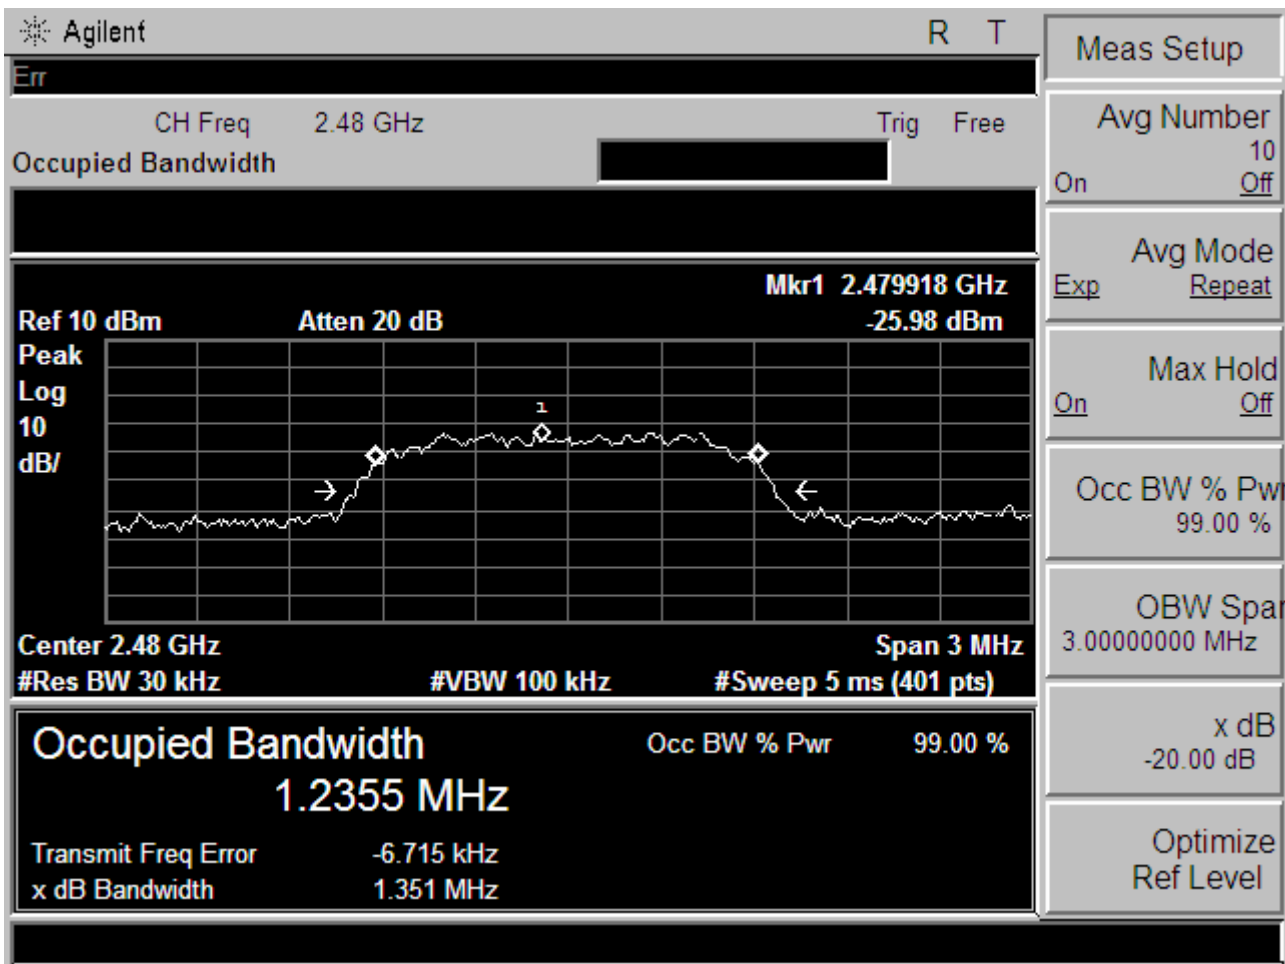 Agilent R T
Err
CH Freq 2.48 GHz Trig Free
Occupied Bandwidth
Mkr1 2.479918 GHz
Ref 10 dBm Atten 20 dB -25.98 dBm
Peak
Log
10
dB/
1
Center 2.48 GHz Span 3 MHz
#Res BW 30 kHz #VBW 100 kHz #Sweep 5 ms (401 pts)
Occupied Bandwidth Occ BW % Pwr 99.00 %
1.2355 MHz
Transmit Freq Error -6.715 kHz
x dB Bandwidth 1.351 MHz
Meas Setup
Avg Number
10
On Off
Avg Mode
Exp Repeat
Max Hold
On Off
Occ BW % Pwr
99.00 %
OBW Span
3.00000000 MHz
x dB
-20.00 dB
Optimize
Ref Level